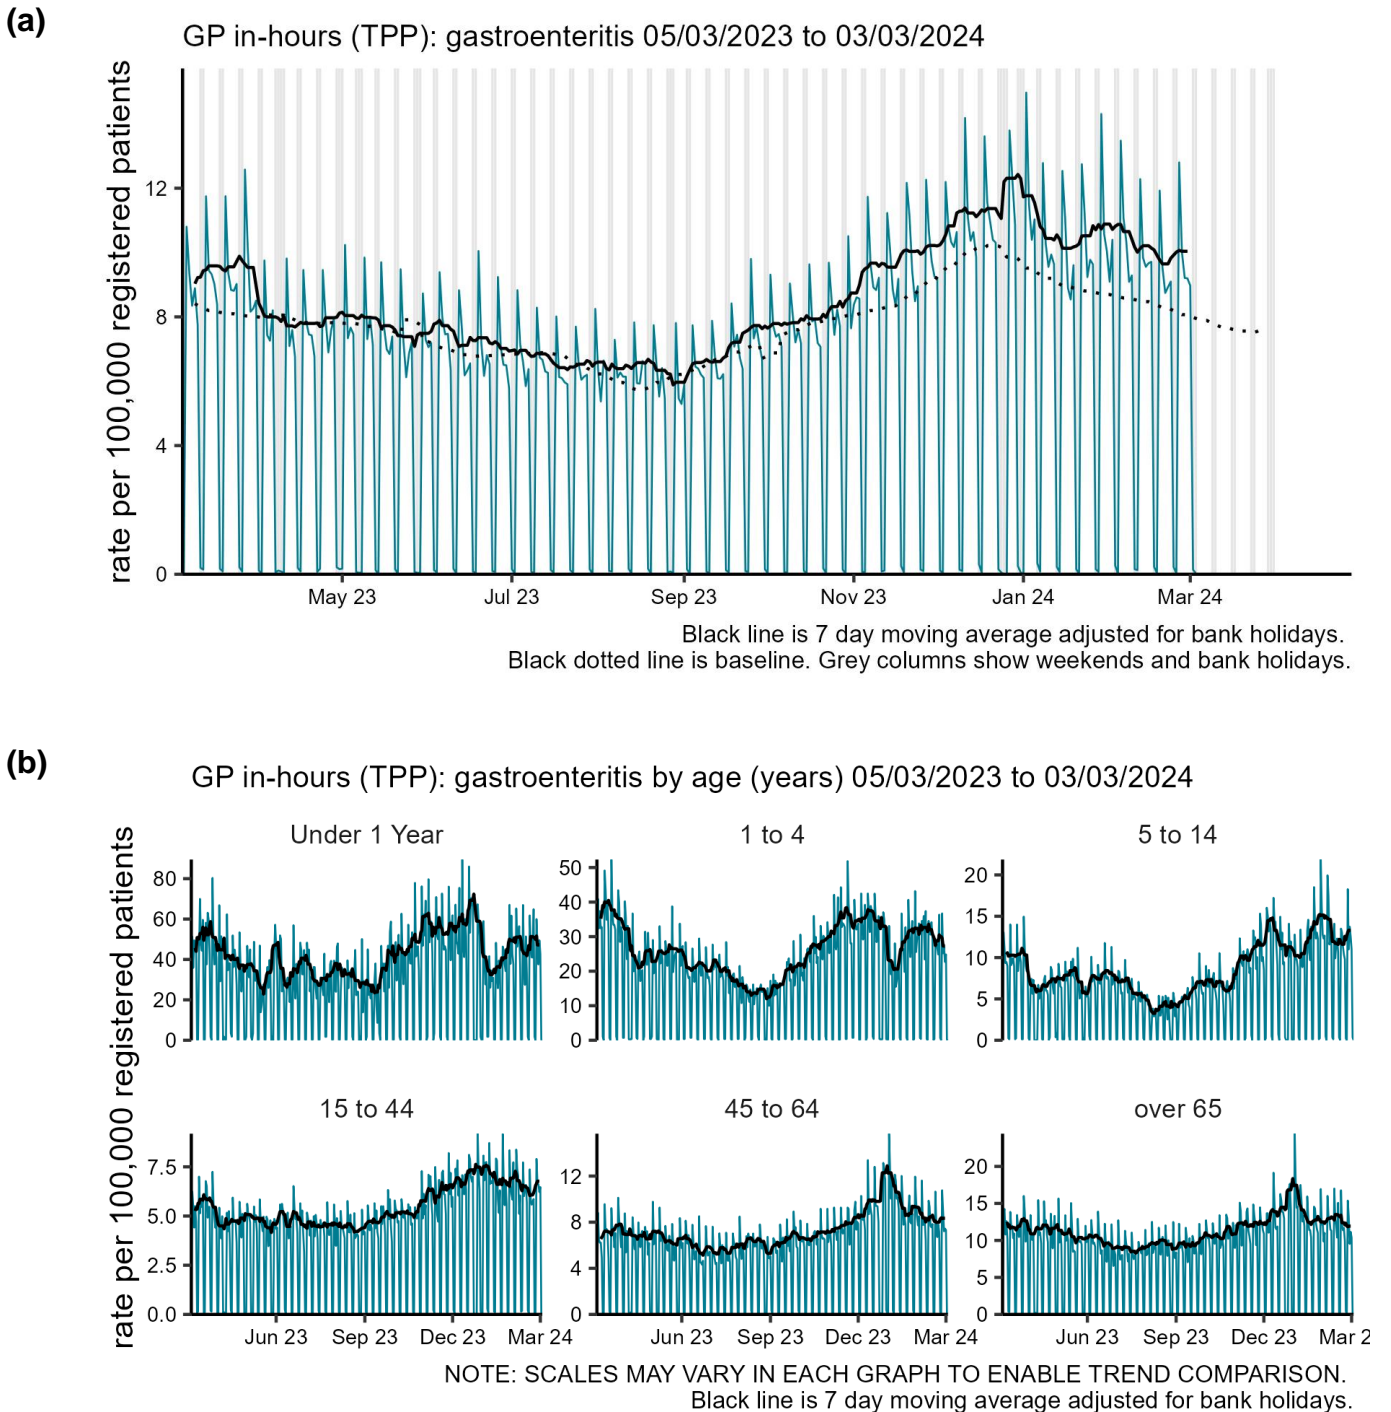 (a)
GP in-hours (TPP): gastroenteritis 05/03/2023 to 03/03/2024
rate per 100,000 registered patients
12
8
4
0
May 23
Jul 23
Sep 23
Nov 23
Jan 24
Mar 24
Black line is 7 day moving average adjusted for bank holidays.
Black dotted line is baseline. Grey columns show weekends and bank holidays.
(b)
GP in-hours (TPP): gastroenteritis by age (years) 05/03/2023 to 03/03/2024
rate per 100,000 registered patients
Under 1 Year
80
60
40
20
0
1 to 4
50
40
30
20
10
0
5 to 14
20
15
10
5
0
15 to 44
7.5
5.0
2.5
0.0
Jun 23
Sep 23
Dec 23
Mar 24
45 to 64
12
8
4
0
Jun 23
Sep 23
Dec 23
Mar 24
over 65
20
15
10
5
0
Jun 23
Sep 23
Dec 23
Mar 2
NOTE: SCALES MAY VARY IN EACH GRAPH TO ENABLE TREND COMPARISON.
Black line is 7 day moving average adjusted for bank holidays.